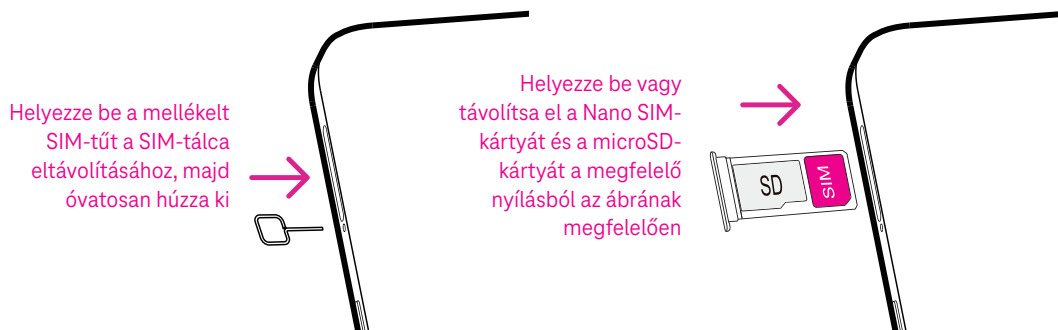 Helyezze be a mellékelt
SIM-tűt a SIM-tálca
eltávolításához, majd
óvatosan húzza ki
Helyezze be vagy
távolítsa el a Nano SIM-
kártyát és a microSD-
kártyát a megfelelő
nyílásból az ábrának
megfelelően
SD
SIM